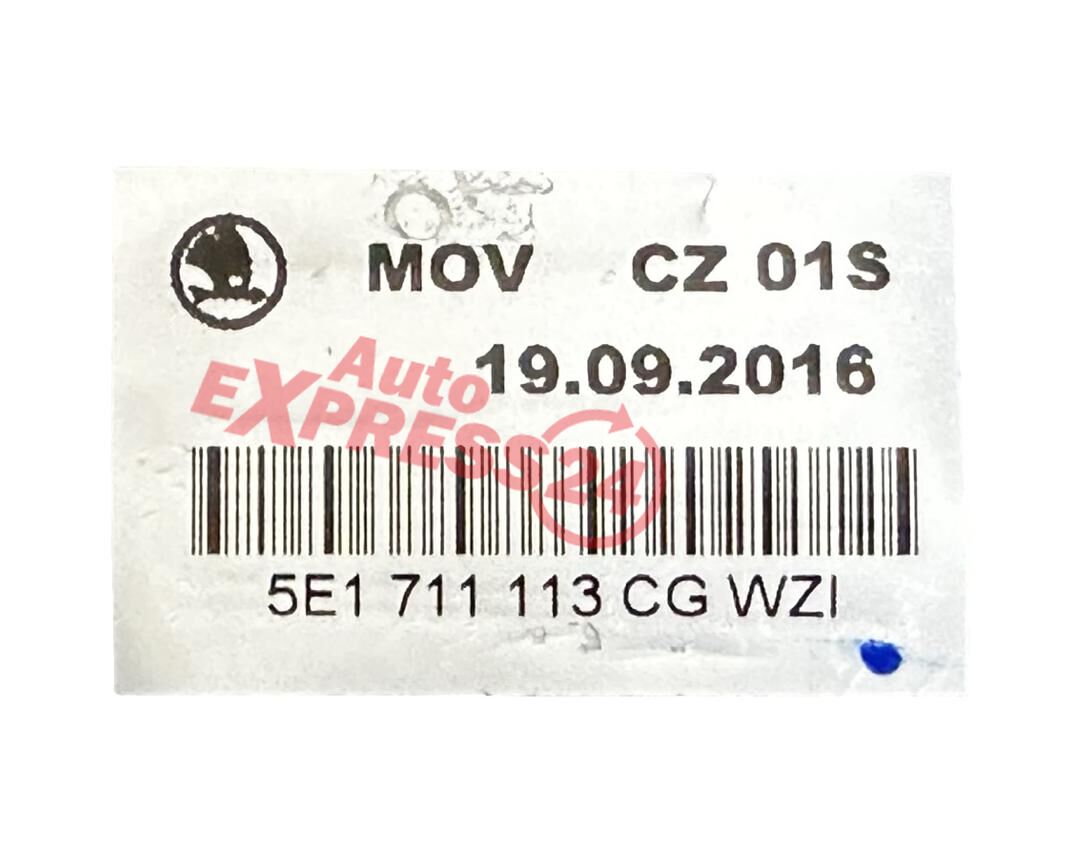 MOV CZ 01S
19.09.2016
Auto
EXPRESS24
5E1 711 113 CG WZI